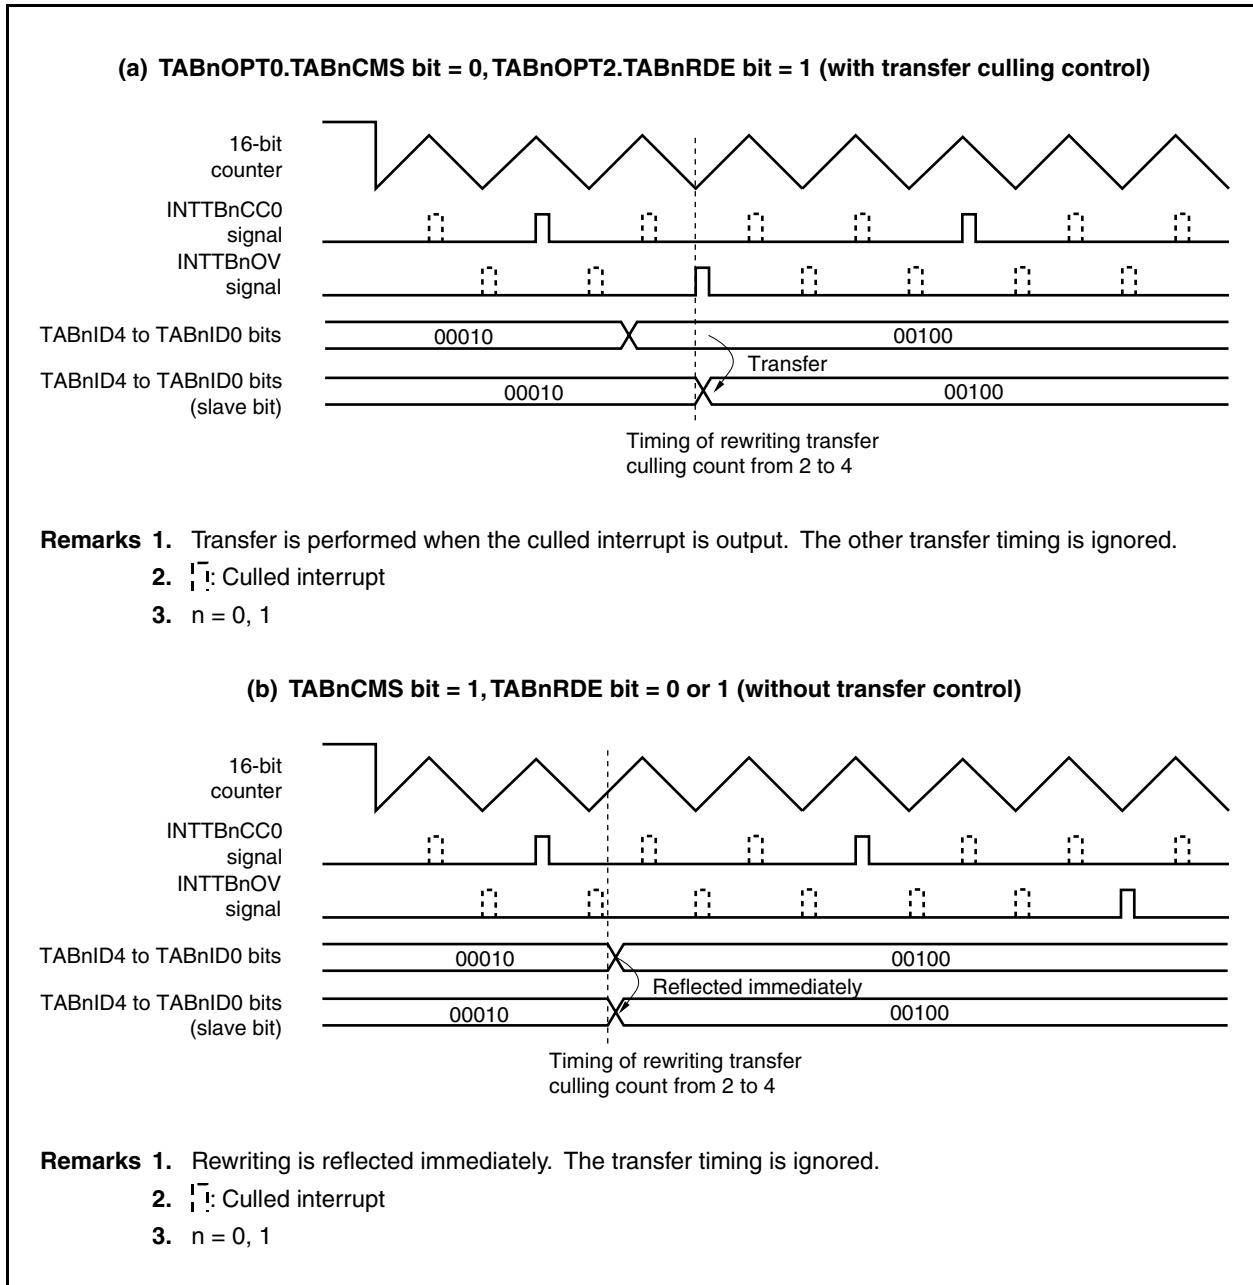 (a) TABnOPT0.TABnCMS bit = 0, TABnOPT2.TABnRDE bit = 1 (with transfer culling control)
16-bit
counter
INTTBnCC0
signal
INTTBnOV
signal
TABnID4 to TABnID0 bits
00010
00100
Transfer
TABnID4 to TABnID0 bits
(slave bit)
00010
00100
Timing of rewriting transfer
culling count from 2 to 4
Remarks 1. Transfer is performed when the culled interrupt is output. The other transfer timing is ignored.
2. : Culled interrupt
3. n = 0, 1
(b) TABnCMS bit = 1, TABnRDE bit = 0 or 1 (without transfer control)
16-bit
counter
INTTBnCC0
signal
INTTBnOV
signal
TABnID4 to TABnID0 bits
00010
00100
Reflected immediately
TABnID4 to TABnID0 bits
(slave bit)
00010
00100
Timing of rewriting transfer
culling count from 2 to 4
Remarks 1. Rewriting is reflected immediately. The transfer timing is ignored.
2. : Culled interrupt
3. n = 0, 1